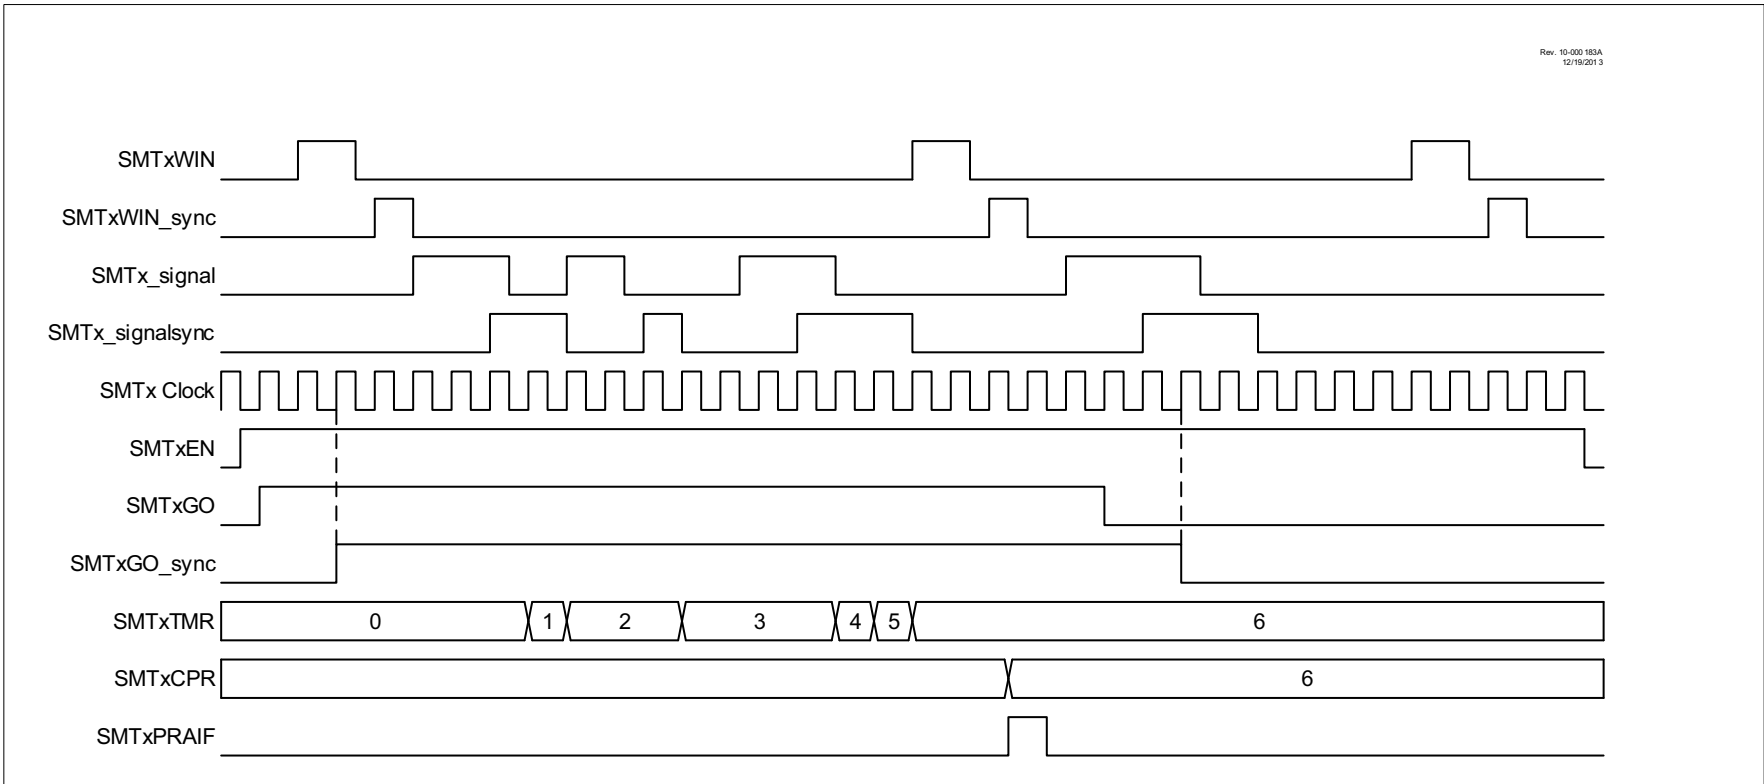 Rev. 10-000 183A
12/19/201 3
SMTxWIN
SMTxWIN_sync
SMTx_signal
SMTx_signalsync
SMTx Clock
SMTxEN
SMTxGO
SMTxGO_sync
SMTxTMR 0 1 2 3 4 5 6
SMTxCPR 6
SMTxPRAIF